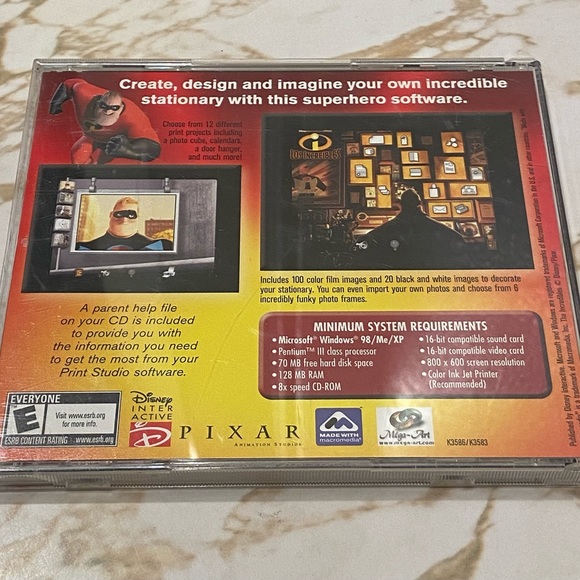 Create, design and imagine your own incredible
stationary with this superhero software.
Choose from 12 different
print projects including
a photo cube, calendars,
a door hanger,
and much more!
LOS INCREIBLES
Includes 100 color film images and 20 black and white images to decorate
your stationary. You can even import your own photos and choose from 6
incredibly funky photo frames.
A parent help file
on your CD is included
to provide you with
the information you need
to get the most from your
Print Studio software.
MINIMUM SYSTEM REQUIREMENTS
• Microsoft® Windows® 98/Me/XP
• Pentium™ III class processor
• 70 MB free hard disk space
• 128 MB RAM
• 8x speed CD-ROM
• 16-bit compatible sound card
• 16-bit compatible video card
• 800 x 600 screen resolution
• Color Ink Jet Printer
(Recommended)
EVERYONE
E
Visit www.esrb.org
for more info.
ESRB CONTENT RATING www.esrb.org
Disney
INTER
ACTIVE
D
PIXAR
ANIMATION STUDIOS
MADE WITH
macromedia®
Mega-Art
www.mega-art.com
K3586/K3583